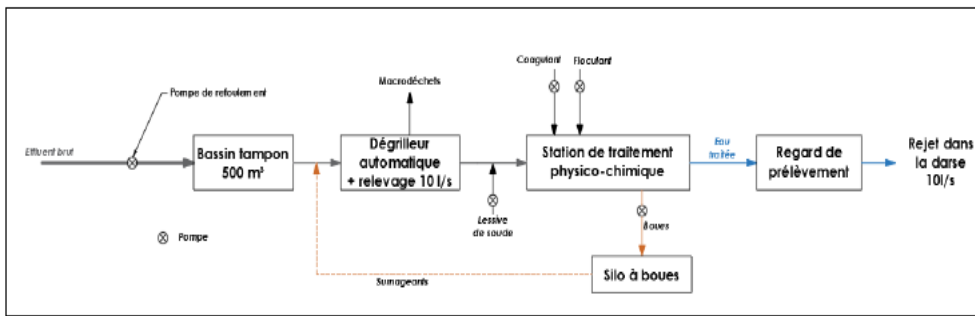 Coagulant
Floculant
Macrodéchets
Pompe de refoulement
Effluent brut
Bassin tampon
500 m³
Dégrilleur
automatique
+ relevage 10 l/s
Station de traitement
physico-chimique
Eau
traitée
Regard de
prélèvement
Rejet dans
la darse
10l/s
Lessive
de soude
Boues
Pompe
Silo à boues
Surnageants